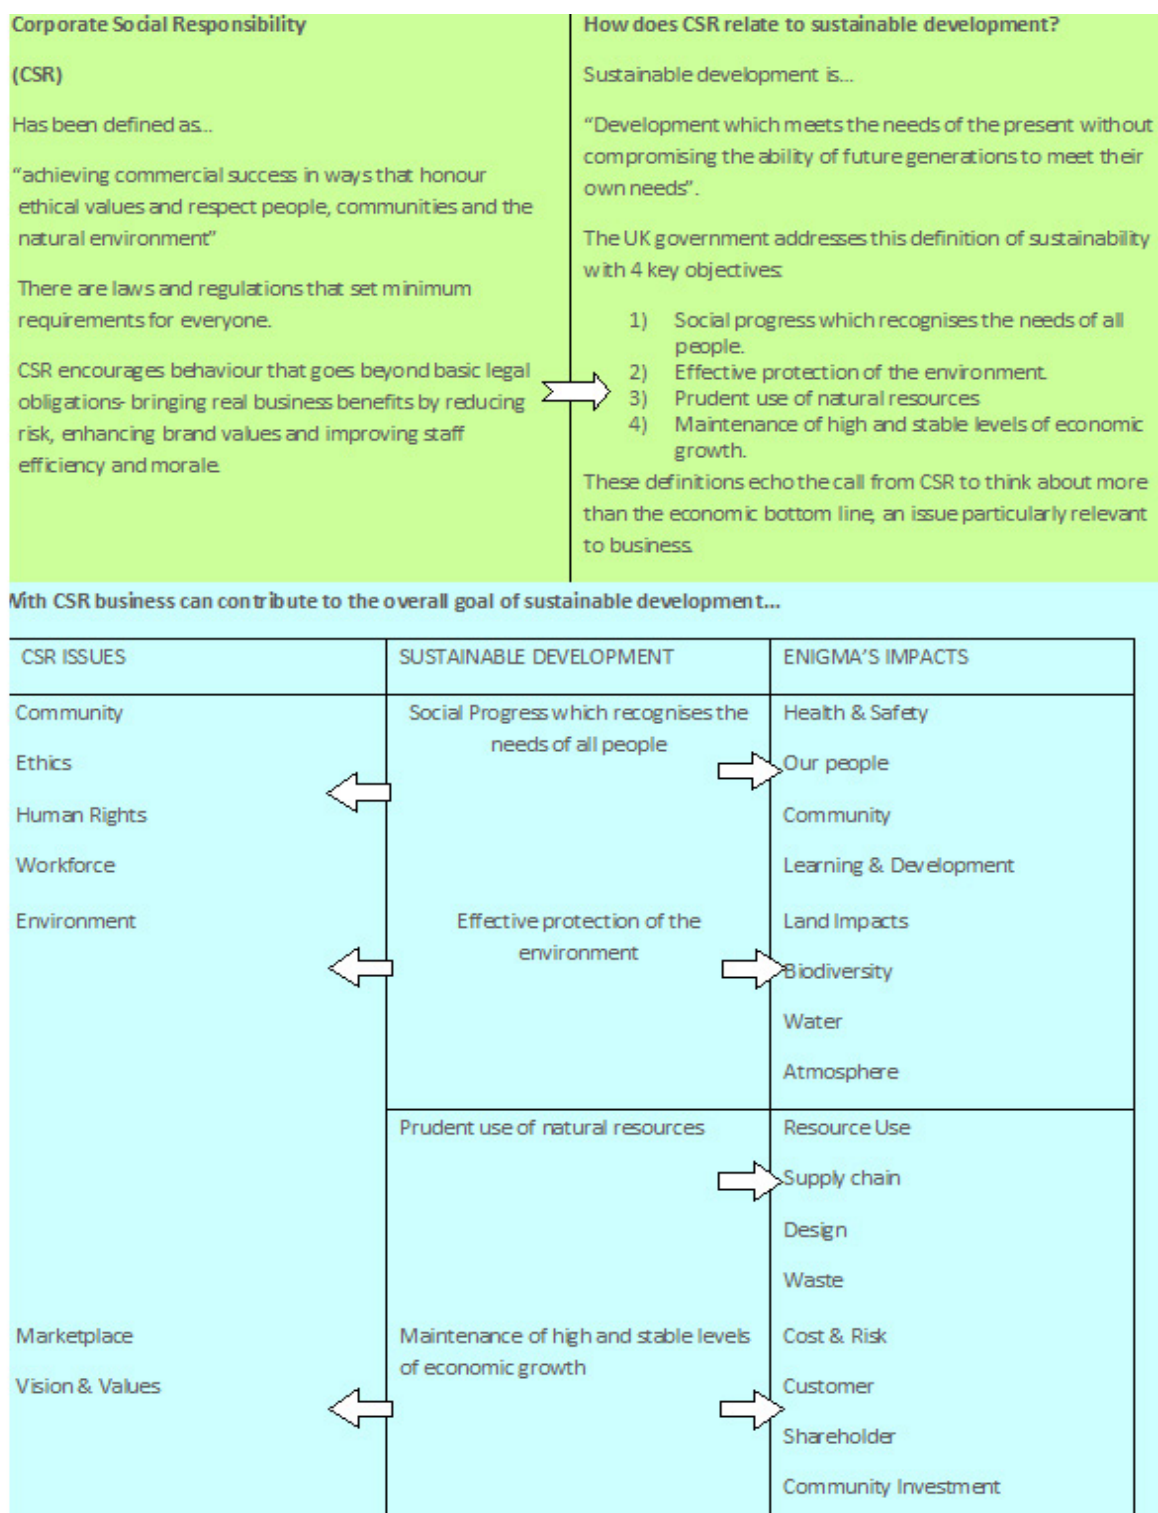 Corporate Social Responsibility
(CSR)
Has been defined as...
"achieving commercial success in ways that honour
ethical values and respect people, communities and the
natural environment"
There are laws and regulations that set minimum
requirements for everyone.
CSR encourages behaviour that goes beyond basic legal
obligations- bringing real business benefits by reducing
risk, enhancing brand values and improving staff
efficiency and morale.
How does CSR relate to sustainable development?
Sustainable development is...
"Development which meets the needs of the present without
compromising the ability of future generations to meet their
own needs".
The UK government addresses this definition of sustainability
with 4 key objectives:
1) Social progress which recognises the needs of all
people.
2) Effective protection of the environment.
3) Prudent use of natural resources
4) Maintenance of high and stable levels of economic
growth.
These definitions echo the call from CSR to think about more
than the economic bottom line, an issue particularly relevant
to business.
With CSR business can contribute to the overall goal of sustainable development...
CSR ISSUES
SUSTAINABLE DEVELOPMENT
ENIGMA'S IMPACTS
Community
Ethics
Human Rights
Workforce
Social Progress which recognises the
needs of all people
Health & Safety
Our people
Community
Learning & Development
Environment
Effective protection of the
environment
Land Impacts
Biodiversity
Water
Atmosphere
Prudent use of natural resources
Resource Use
Supply chain
Design
Waste
Marketplace
Vision & Values
Maintenance of high and stable levels
of economic growth
Cost & Risk
Customer
Shareholder
Community Investment